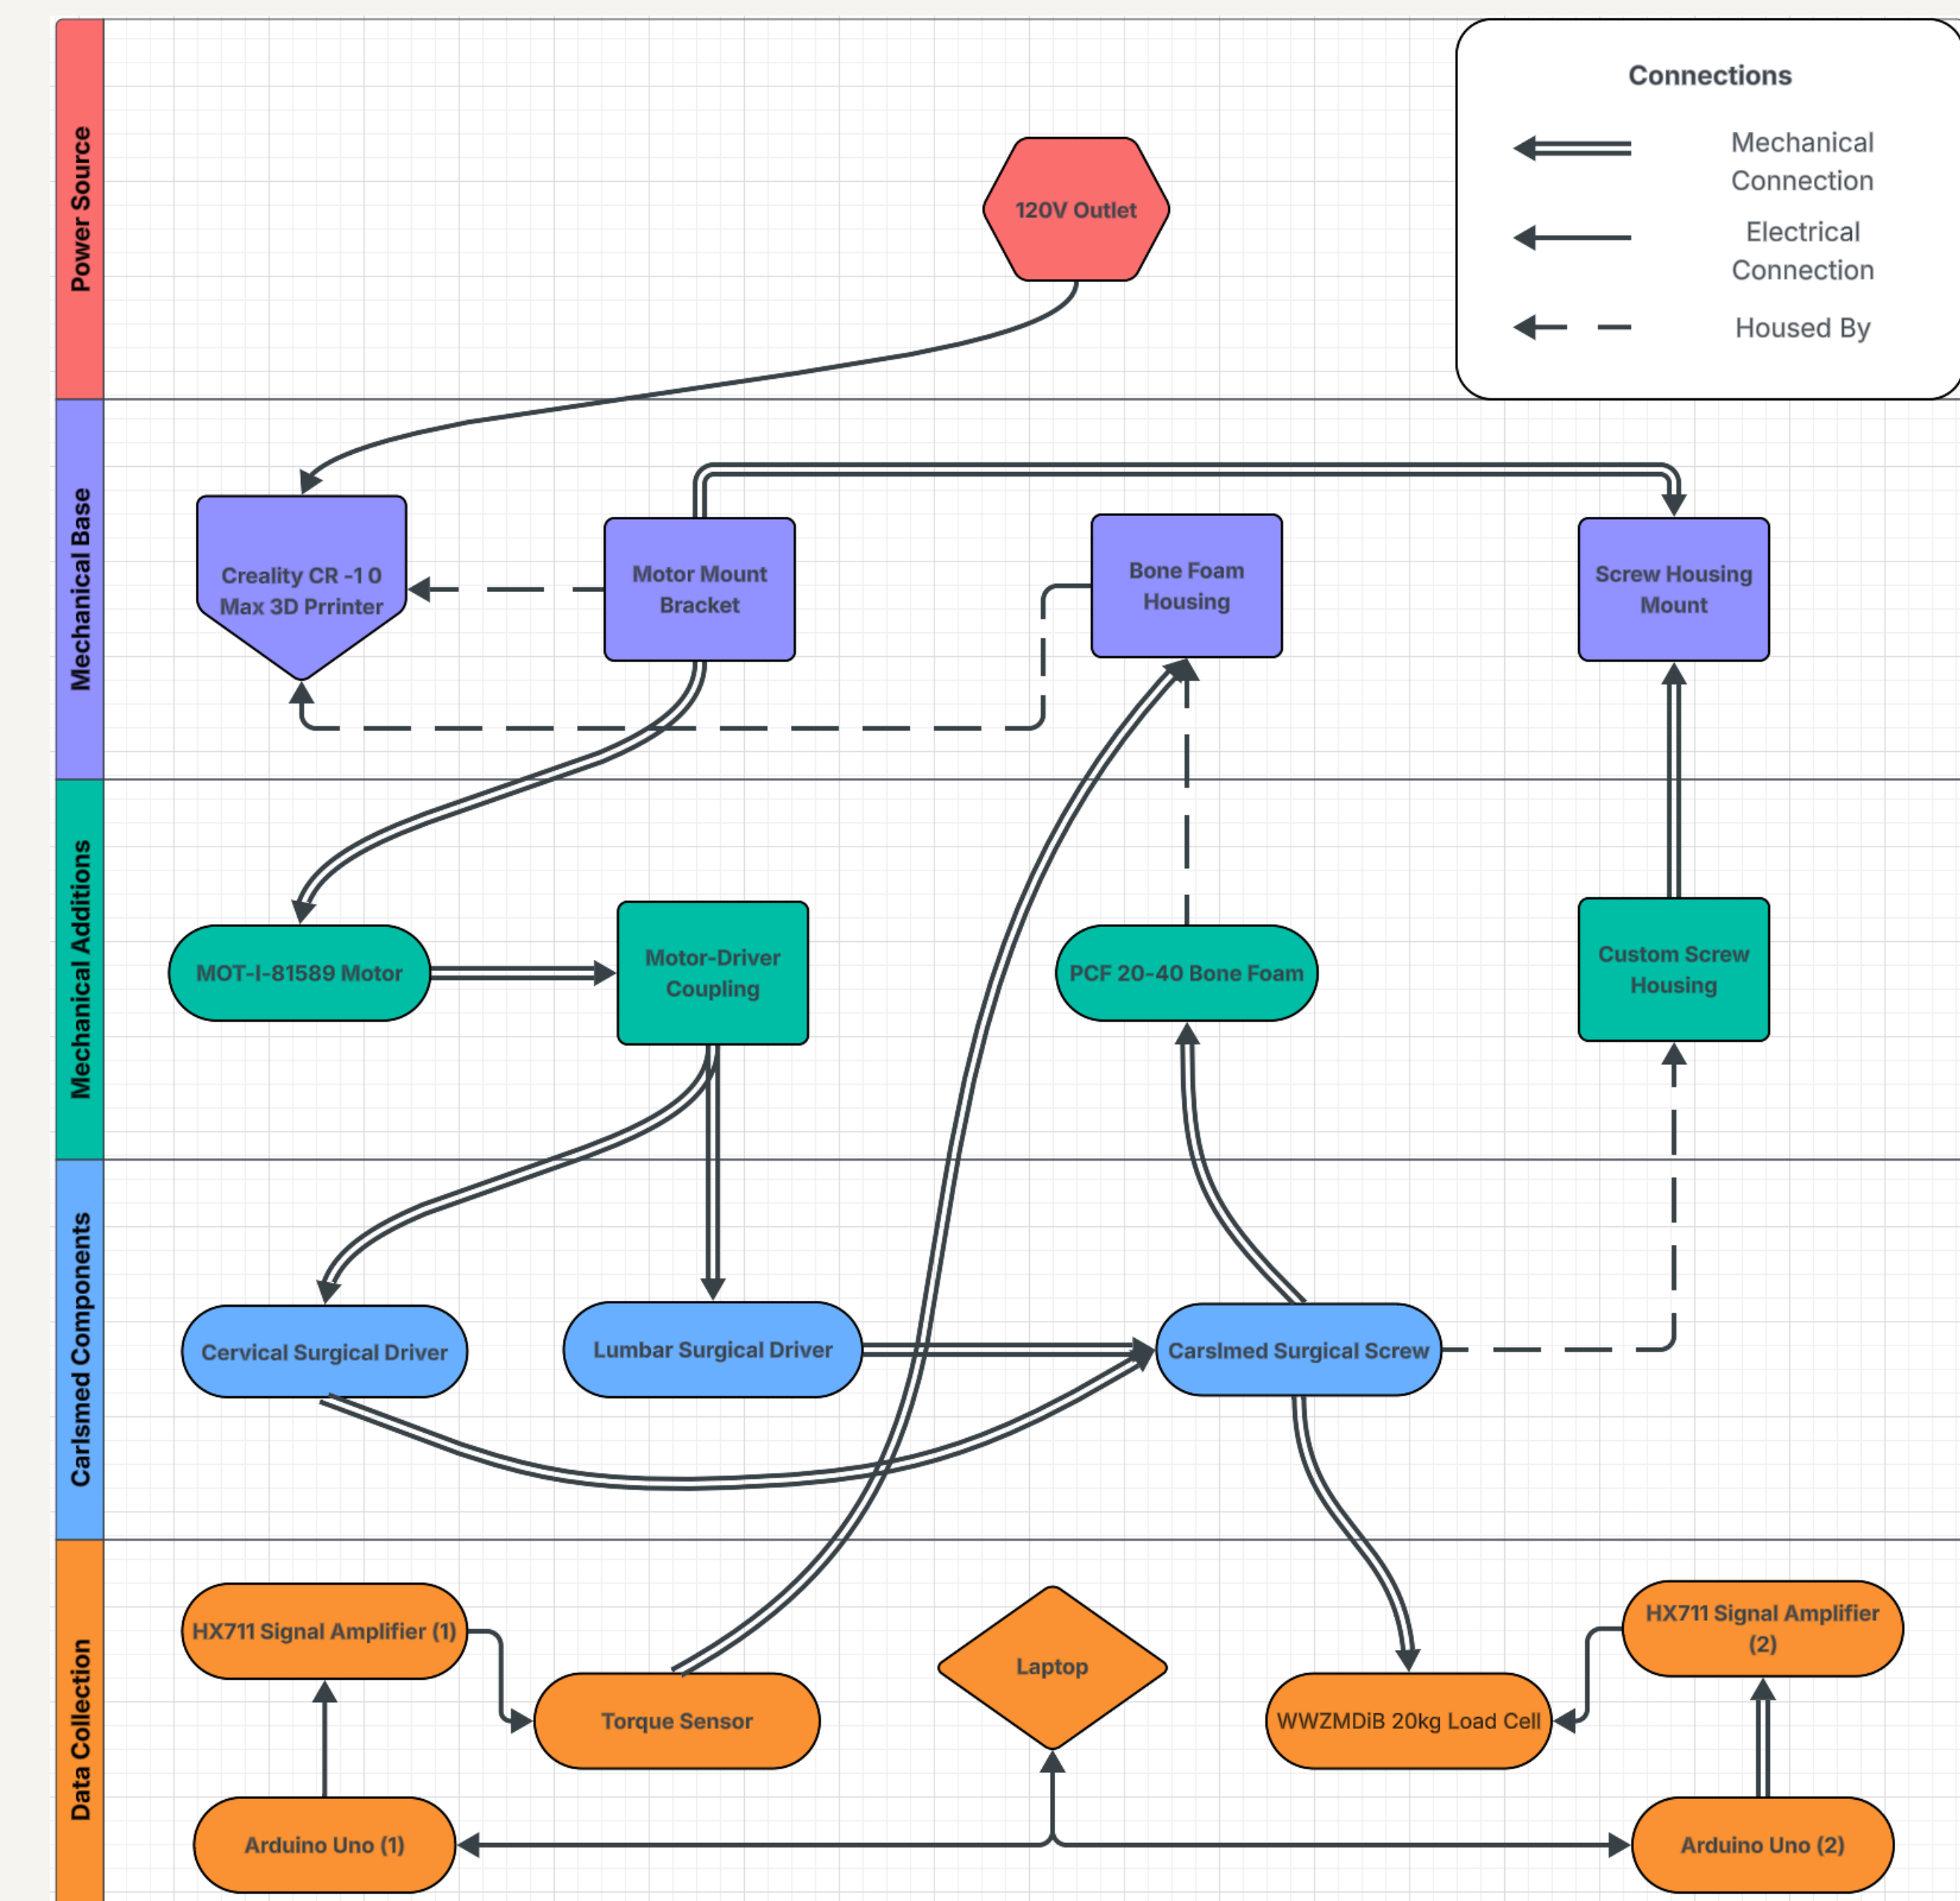 Power Source
Connections
Mechanical
Connection
Electrical
Connection
Housed By
120V Outlet
Mechanical Base
Creality CR -1 0
Max 3D Prrinter
Motor Mount
Bracket
Bone Foam
Housing
Screw Housing
Mount
Mechanical Additions
MOT-I-81589 Motor
Motor-Driver
Coupling
PCF 20-40 Bone Foam
Custom Screw
Housing
Carlsmed Components
Cervical Surgical Driver
Lumbar Surgical Driver
Carslmed Surgical Screw
Data Collection
HX711 Signal Amplifier (1)
Torque Sensor
Laptop
WWZMDiB 20kg Load Cell
HX711 Signal Amplifier
(2)
Arduino Uno (1)
Arduino Uno (2)